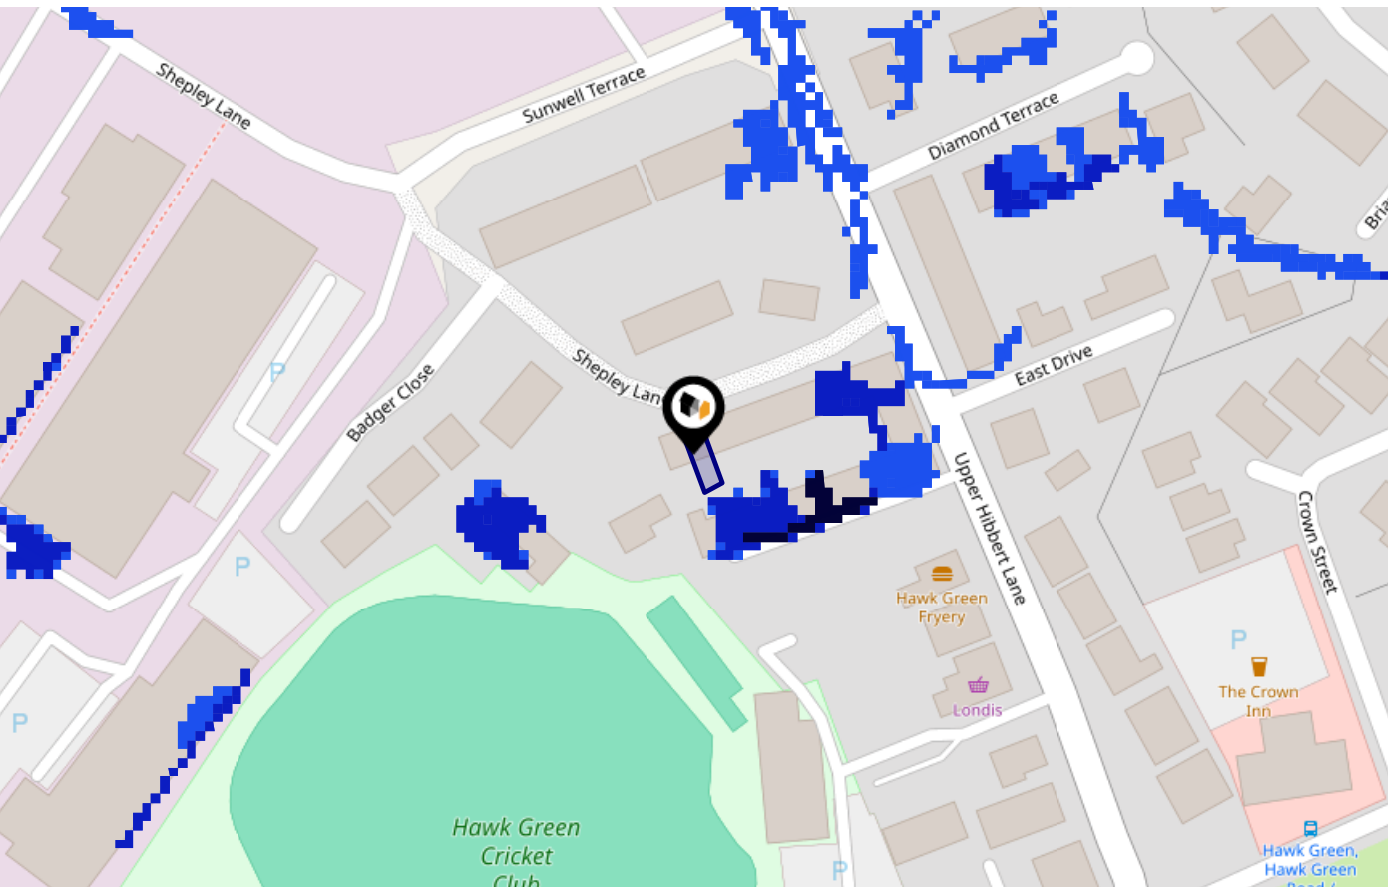 Shepley Lane
Sunwell Terrace
Diamond Terrace
P
Shepley Lan
East Drive
Badger Close
Upper Hibbert Lane
Crown Street
P
Hawk Green
Fryery
P
The Crown
Inn
Londis
P
Hawk Green
Cricket
Club
Hawk Green,
Hawk Green
P